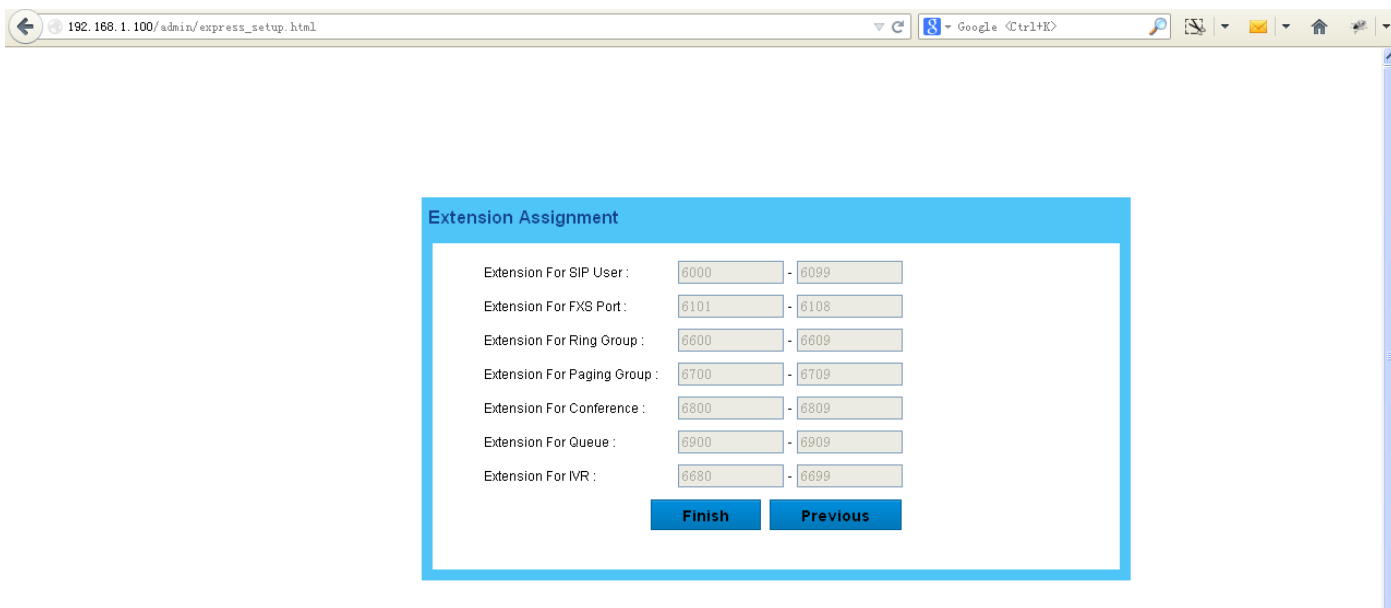 192.168.1.100/admin/express_setup.html
8 - Google <Ctrl+K>
Extension Assignment
Extension For SIP User : 6000 - 6099
Extension For FXS Port : 6101 - 6108
Extension For Ring Group : 6600 - 6609
Extension For Paging Group : 6700 - 6709
Extension For Conference : 6800 - 6809
Extension For Queue : 6900 - 6909
Extension For IVR : 6680 - 6699
Finish Previous